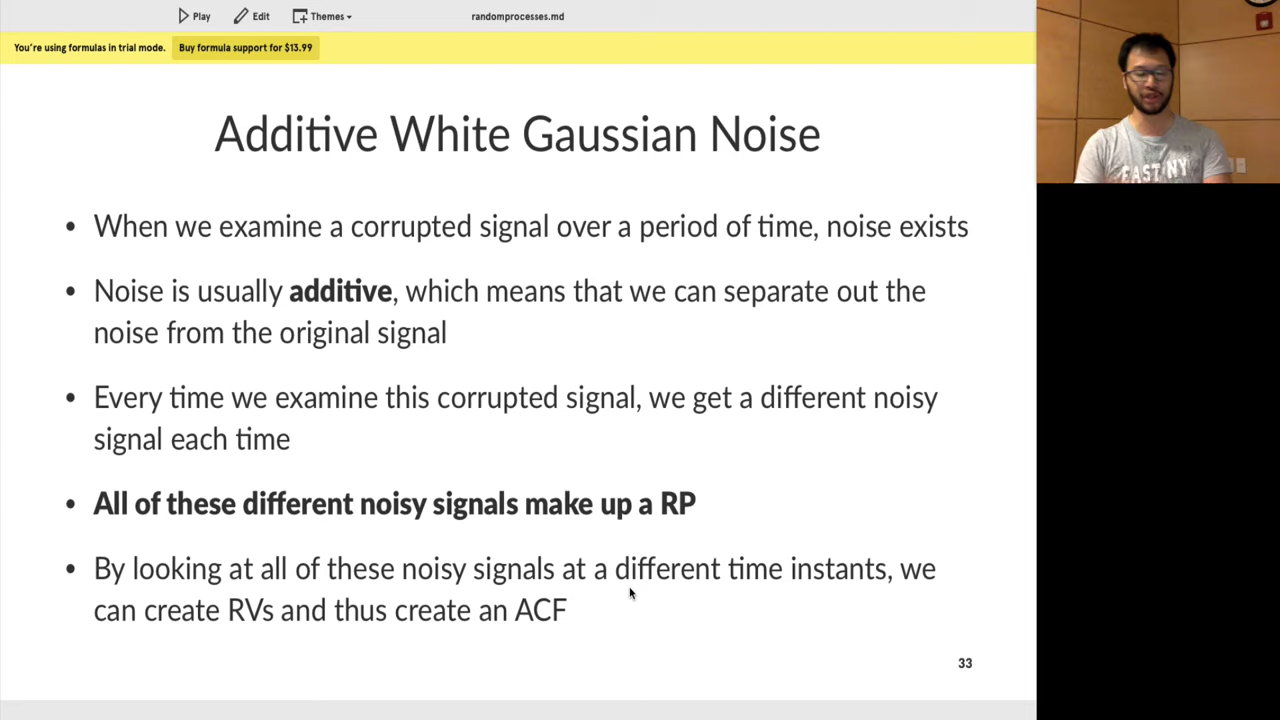 Play Edit Themes randomprocesses.md
You're using formulas in trial mode. Buy formula support for $13.99
Additive White Gaussian Noise
• When we examine a corrupted signal over a period of time, noise exists
• Noise is usually additive, which means that we can separate out the
noise from the original signal
• Every time we examine this corrupted signal, we get a different noisy
signal each time
• All of these different noisy signals make up a RP
• By looking at all of these noisy signals at a different time instants, we
can create RVs and thus create an ACF
33
EAST NY